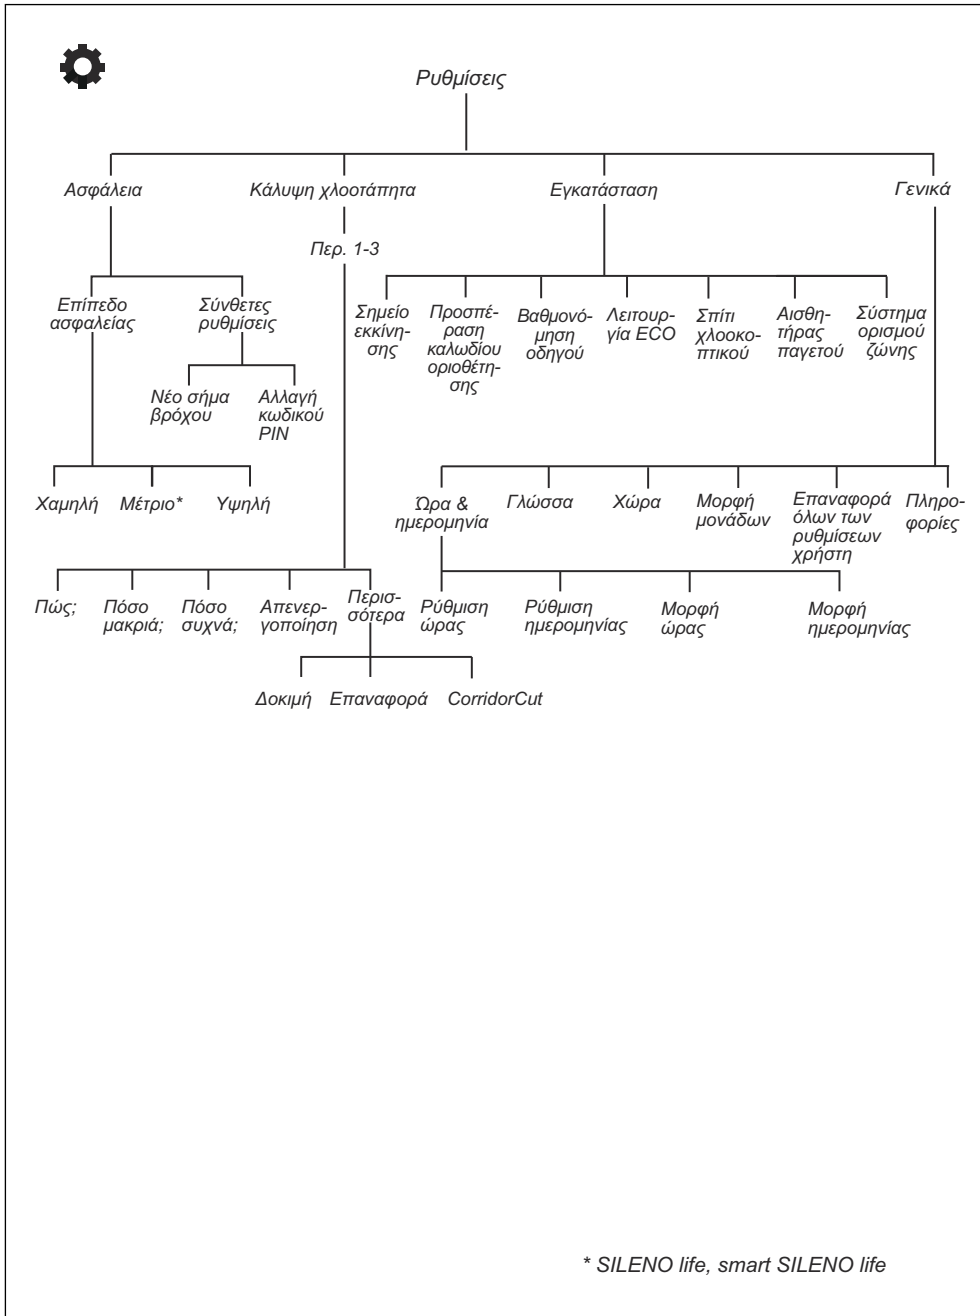 Ρυθμίσεις
Ασφάλεια
Κάλυψη χλοοτάπητα
Εγκατάσταση
Γενικά
Περ. 1-3
Επίπεδο
ασφαλείας
Σύνθετες
ρυθμίσεις
Σημείο
εκκίνη-
σης
Προσπέ-
ραση
καλωδίου
οριοθέτη-
σης
Βαθμονό-
μηση
οδηγού
Λειτουρ-
γία ECO
Σπίτι
χλοοκο-
πτικού
Αισθη-
τήρας
παγετού
Σύστημα
ορισμού
ζώνης
Νέο σήμα
βρόχου
Αλλαγή
κωδικού
PIN
Χαμηλή
Μέτριο*
Υψηλή
Ώρα &
ημερομηνία
Γλώσσα
Χώρα
Μορφή
μονάδων
Επαναφορά
όλων των
ρυθμίσεων
χρήστη
Πληρο-
φορίες
Πώς;
Πόσο
μακριά;
Πόσο
συχνά;
Απενερ-
γοποίηση
Περισ-
σότερα
Ρύθμιση
ώρας
Ρύθμιση
ημερομηνίας
Μορφή
ώρας
Μορφή
ημερομηνίας
Δοκιμή
Επαναφορά
CorridorCut
* SILENO life, smart SILENO life